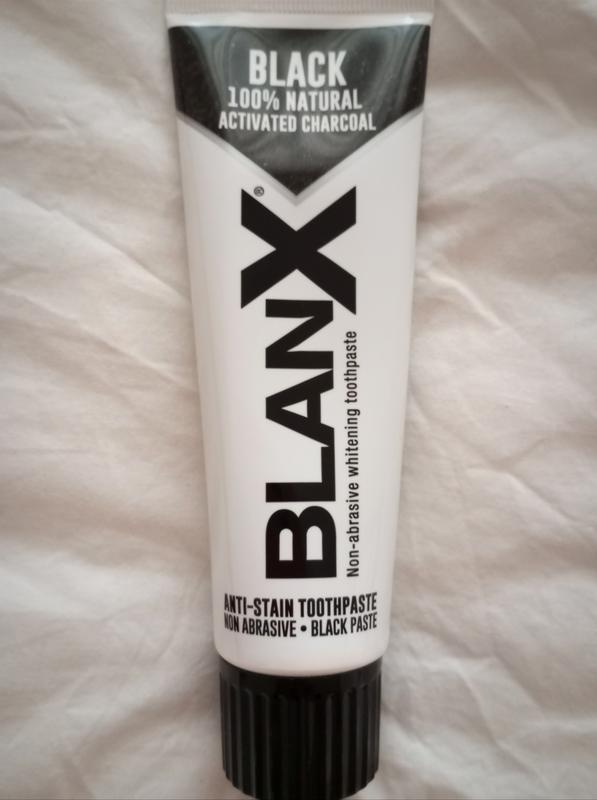 BLACK
100% NATURAL
ACTIVATED CHARCOAL
BLANX®
Non-abrasive whitening toothpaste
ANTI-STAIN TOOTHPASTE
NON ABRASIVE • BLACK PASTE